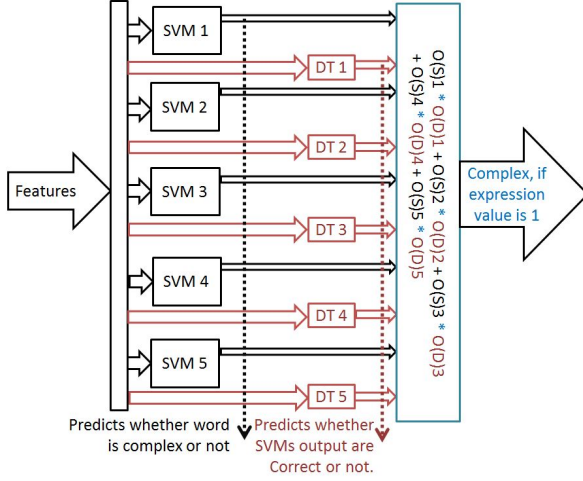 SVM 1
DT 1
SVM 2
DT 2
Features
SVM 3
DT 3
SVM 4
DT 4
SVM 5
DT 5
O(S)1 * O(D)1 + O(S)2 * O(D)2 + O(S)3 * O(D)3
+ O(S)4 * O(D)4 + O(S)5 * O(D)5
Complex, if
expression
value is 1
Predicts whether word
is complex or not
Predicts whether
SVMs output are
Correct or not.